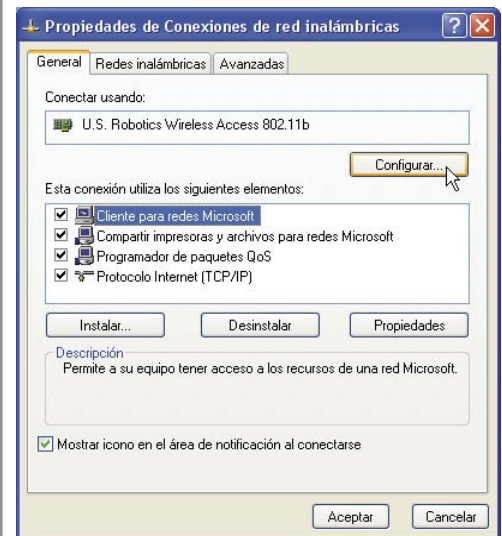 Propiedades de Conexiones de red inalámbricas
General Redes inalámbricas Avanzadas
Conectar usando:
U.S. Robotics Wireless Access 802.11b
Configurar...
Esta conexión utiliza los siguientes elementos:
Cliente para redes Microsoft
Compartir impresoras y archivos para redes Microsoft
Programador de paquetes QoS
Protocolo Internet (TCP/IP)
Instalar... Desinstalar Propiedades
Descripción
Permite a su equipo tener acceso a los recursos de una red Microsoft.
Mostrar icono en el área de notificación al conectarse
Aceptar Cancelar